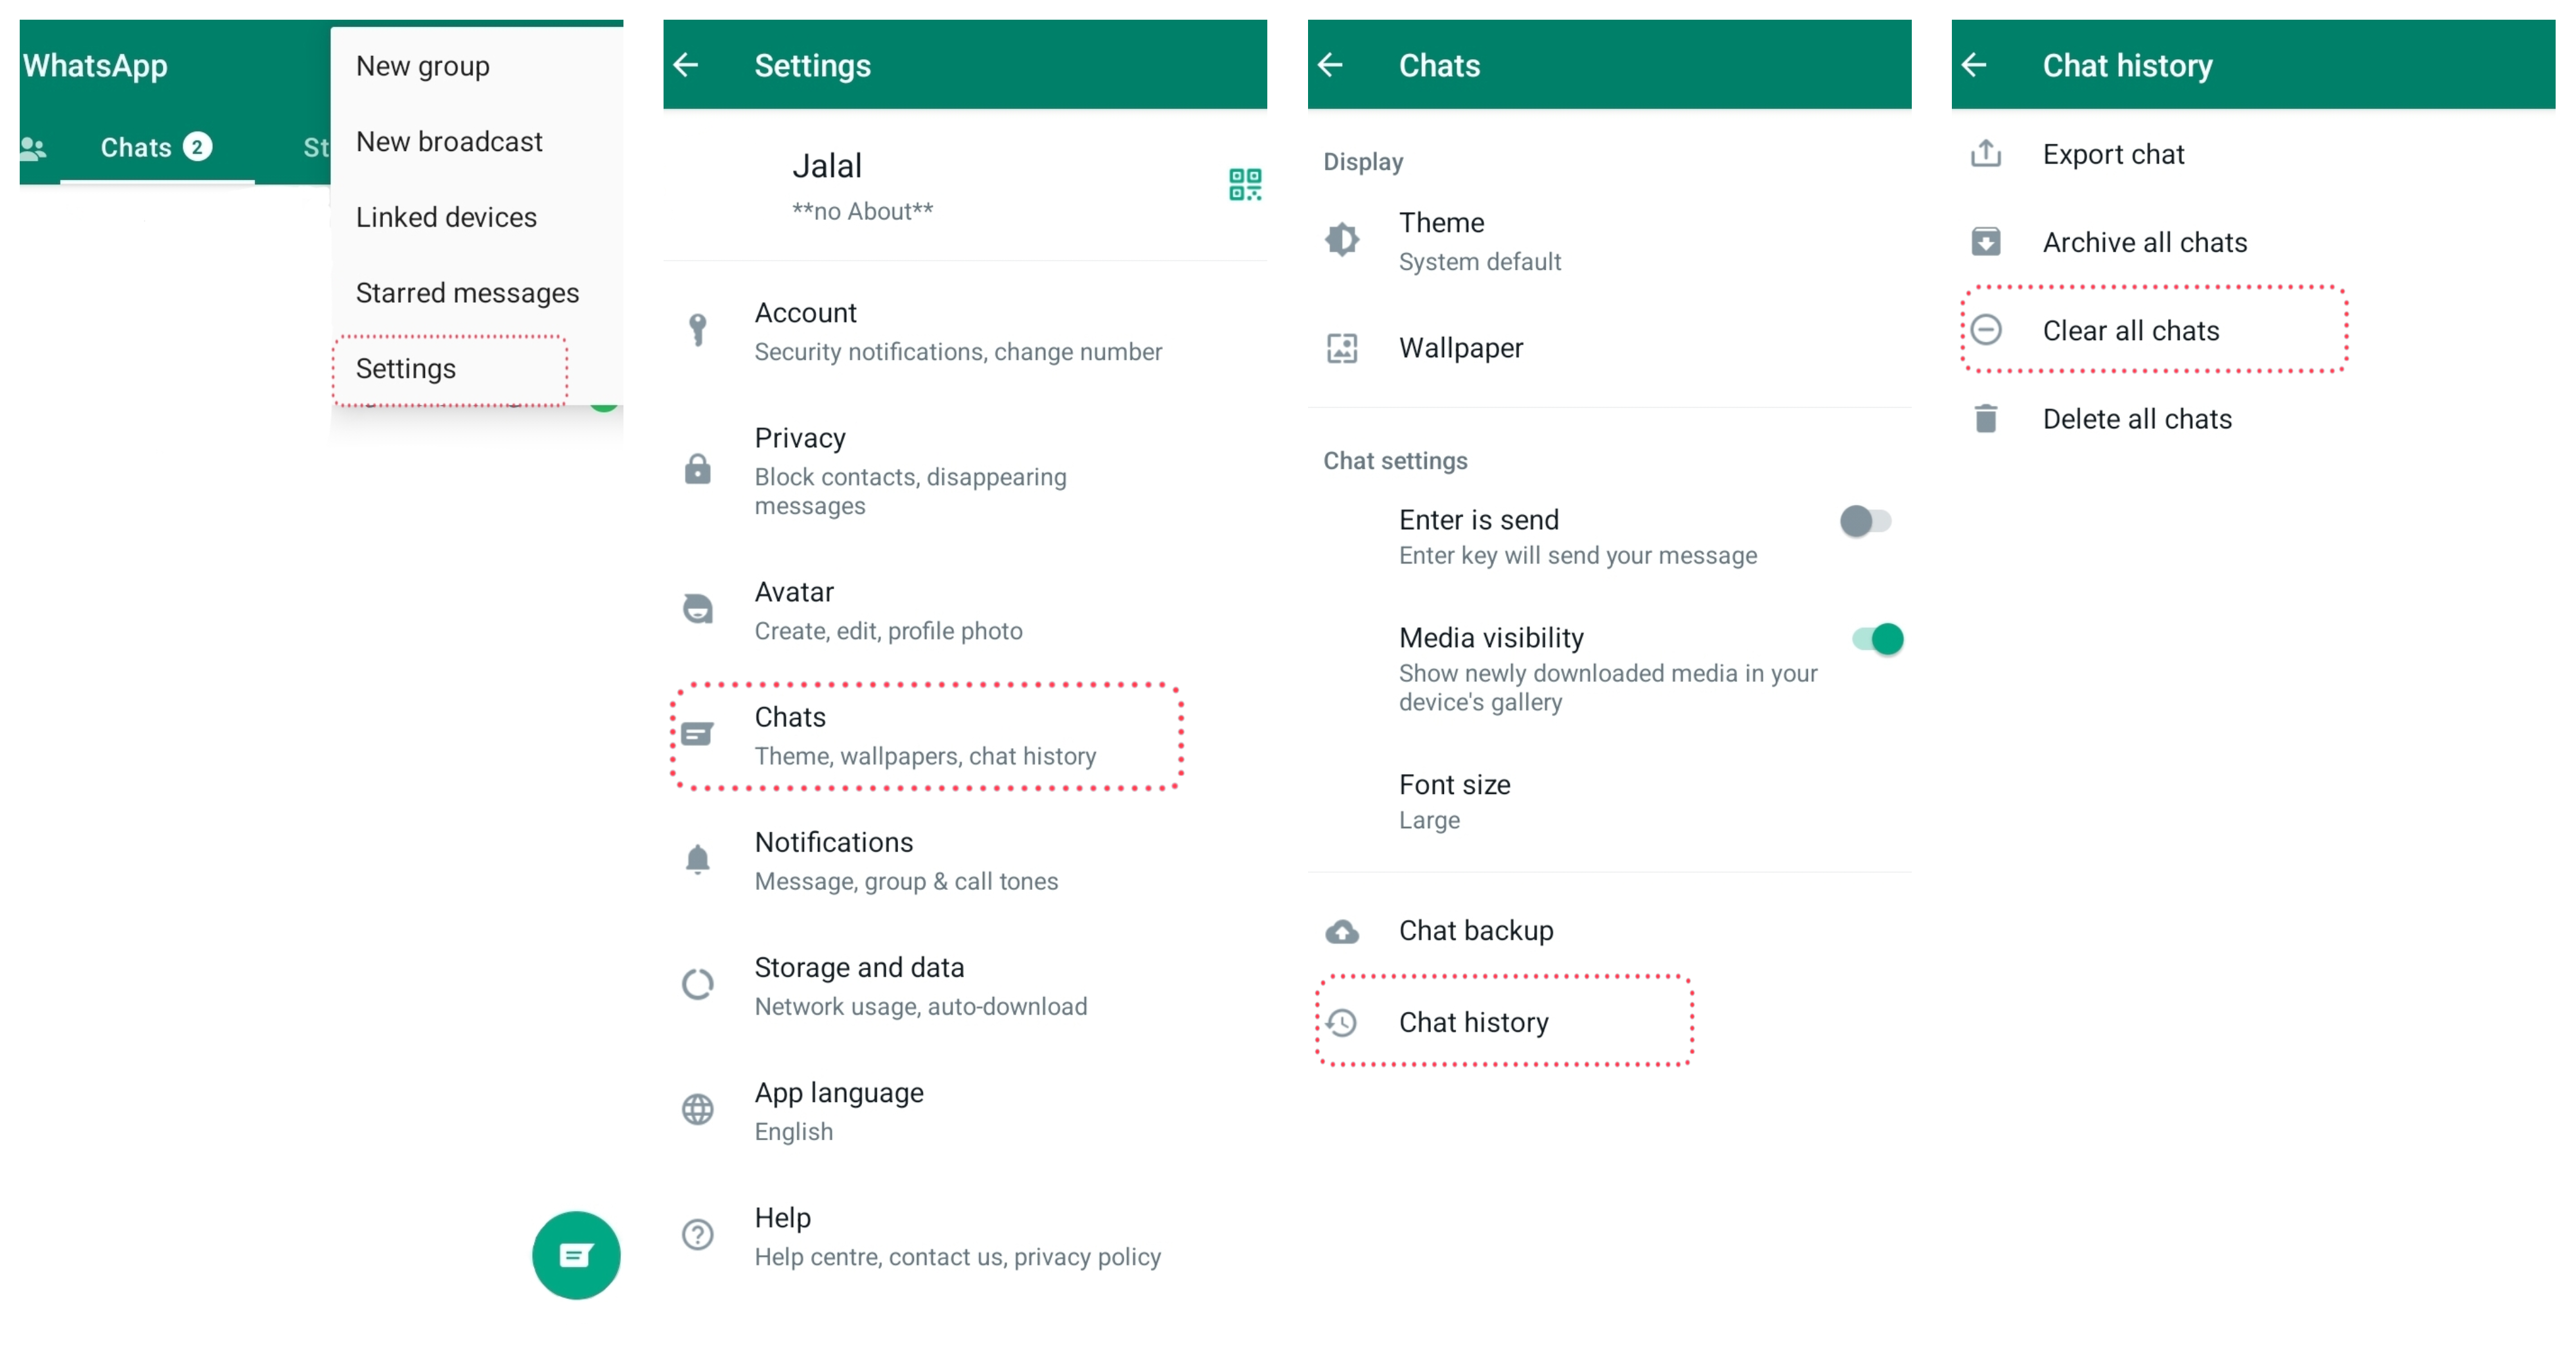 WhatsApp
Chats 2
St
New group
New broadcast
Linked devices
Starred messages
Settings
Settings
Jalal
**no About**
Account
Security notifications, change number
Privacy
Block contacts, disappearing
messages
Avatar
Create, edit, profile photo
Chats
Theme, wallpapers, chat history
Notifications
Message, group & call tones
Storage and data
Network usage, auto-download
App language
English
Help
Help centre, contact us, privacy policy
Chats
Display
Theme
System default
Wallpaper
Chat settings
Enter is send
Enter key will send your message
Media visibility
Show newly downloaded media in your
device's gallery
Font size
Large
Chat backup
Chat history
Chat history
Export chat
Archive all chats
Clear all chats
Delete all chats